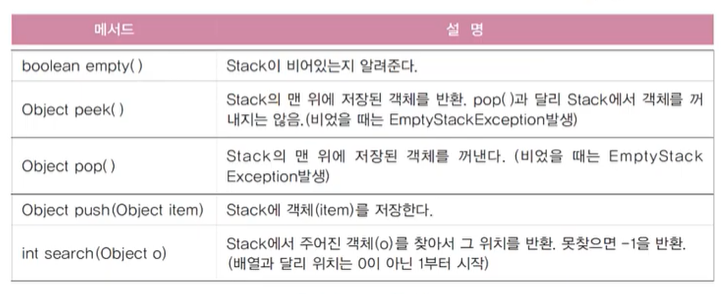 메서드 설 명
boolean empty( ) Stack이 비어있는지 알려준다.
Object peek( ) Stack의 맨 위에 저장된 객체를 반환. pop( )과 달리 Stack에서 객체를 꺼
내지는 않음.(비었을 때는 EmptyStackException발생)
Object pop( ) Stack의 맨 위에 저장된 객체를 꺼낸다. (비었을 때는 EmptyStack
Exception발생)
Object push(Object item) Stack에 객체(item)를 저장한다.
int search(Object o) Stack에서 주어진 객체(o)를 찾아서 그 위치를 반환. 못찾으면 -1을 반환.
(배열과 달리 위치는 0이 아닌 1부터 시작)